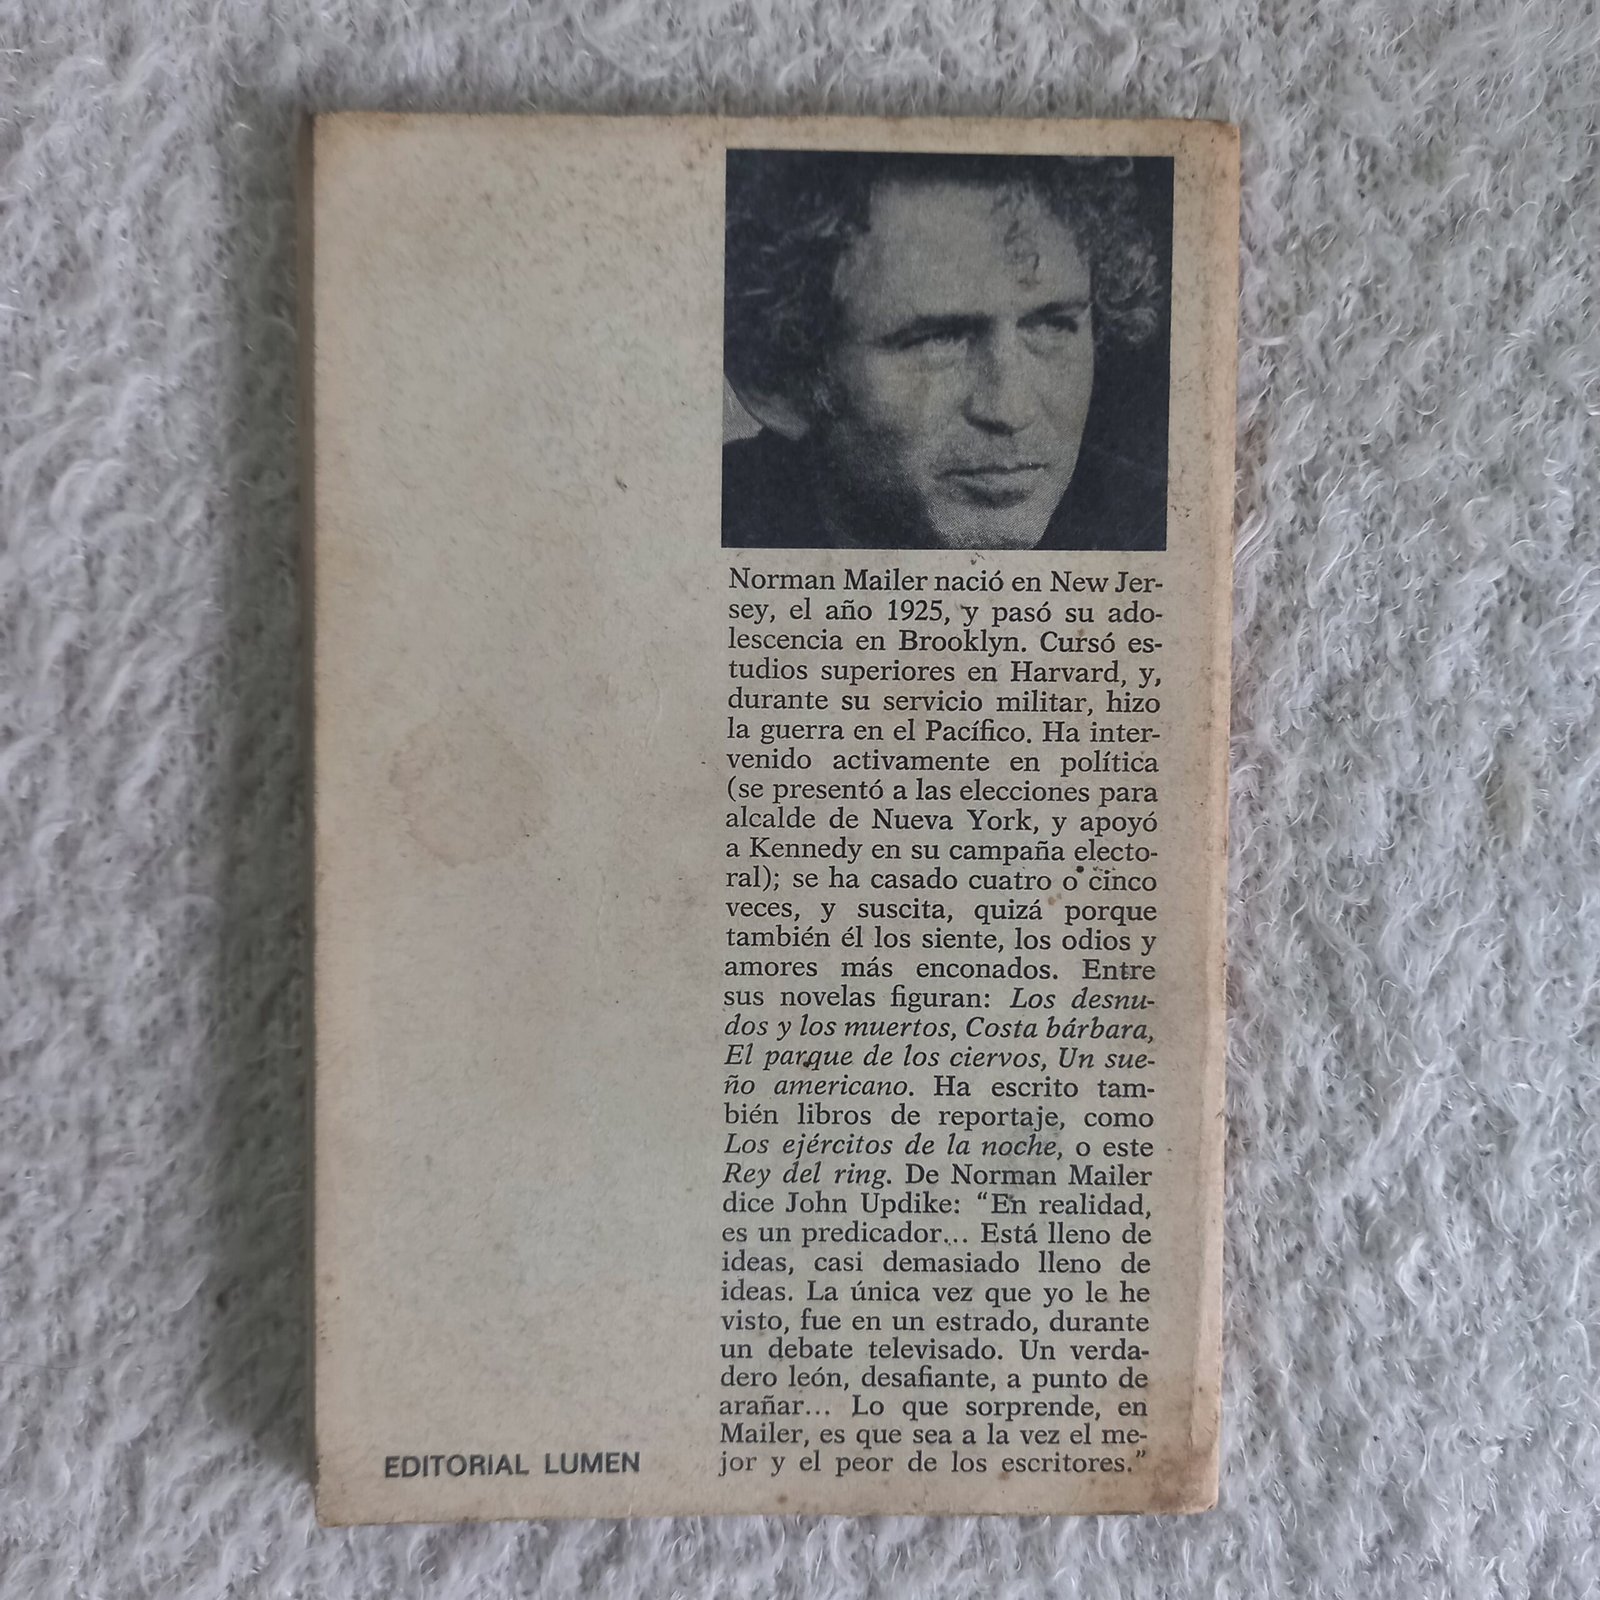 Norman Mailer nació en New Jer-
sey, el año 1925, y pasó su ado-
lescencia en Brooklyn. Cursó es-
tudios superiores en Harvard, y,
durante su servicio militar, hizo
la guerra en el Pacífico. Ha inter-
venido activamente en política
(se presentó a las elecciones para
alcalde de Nueva York, y apoyó
a Kennedy en su campaña electo-
ral); se ha casado cuatro o cinco
veces, y suscita, quizá porque
también él los siente, los odios y
amores más enconados. Entre
sus novelas figuran: Los desnu-
dos y los muertos, Costa bárbara,
El parque de los ciervos, Un sue-
ño americano. Ha escrito tam-
bién libros de reportaje, como
Los ejércitos de la noche, o este
Rey del ring. De Norman Mailer
dice John Updike: “En realidad,
es un predicador... Está lleno de
ideas, casi demasiado lleno de
ideas. La única vez que yo le he
visto, fue en un estrado, durante
un debate televisado. Un verda-
dero león, desafiante, a punto de
arañar... Lo que sorprende, en
Mailer, es que sea a la vez el me-
jor y el peor de los escritores.”
EDITORIAL LUMEN